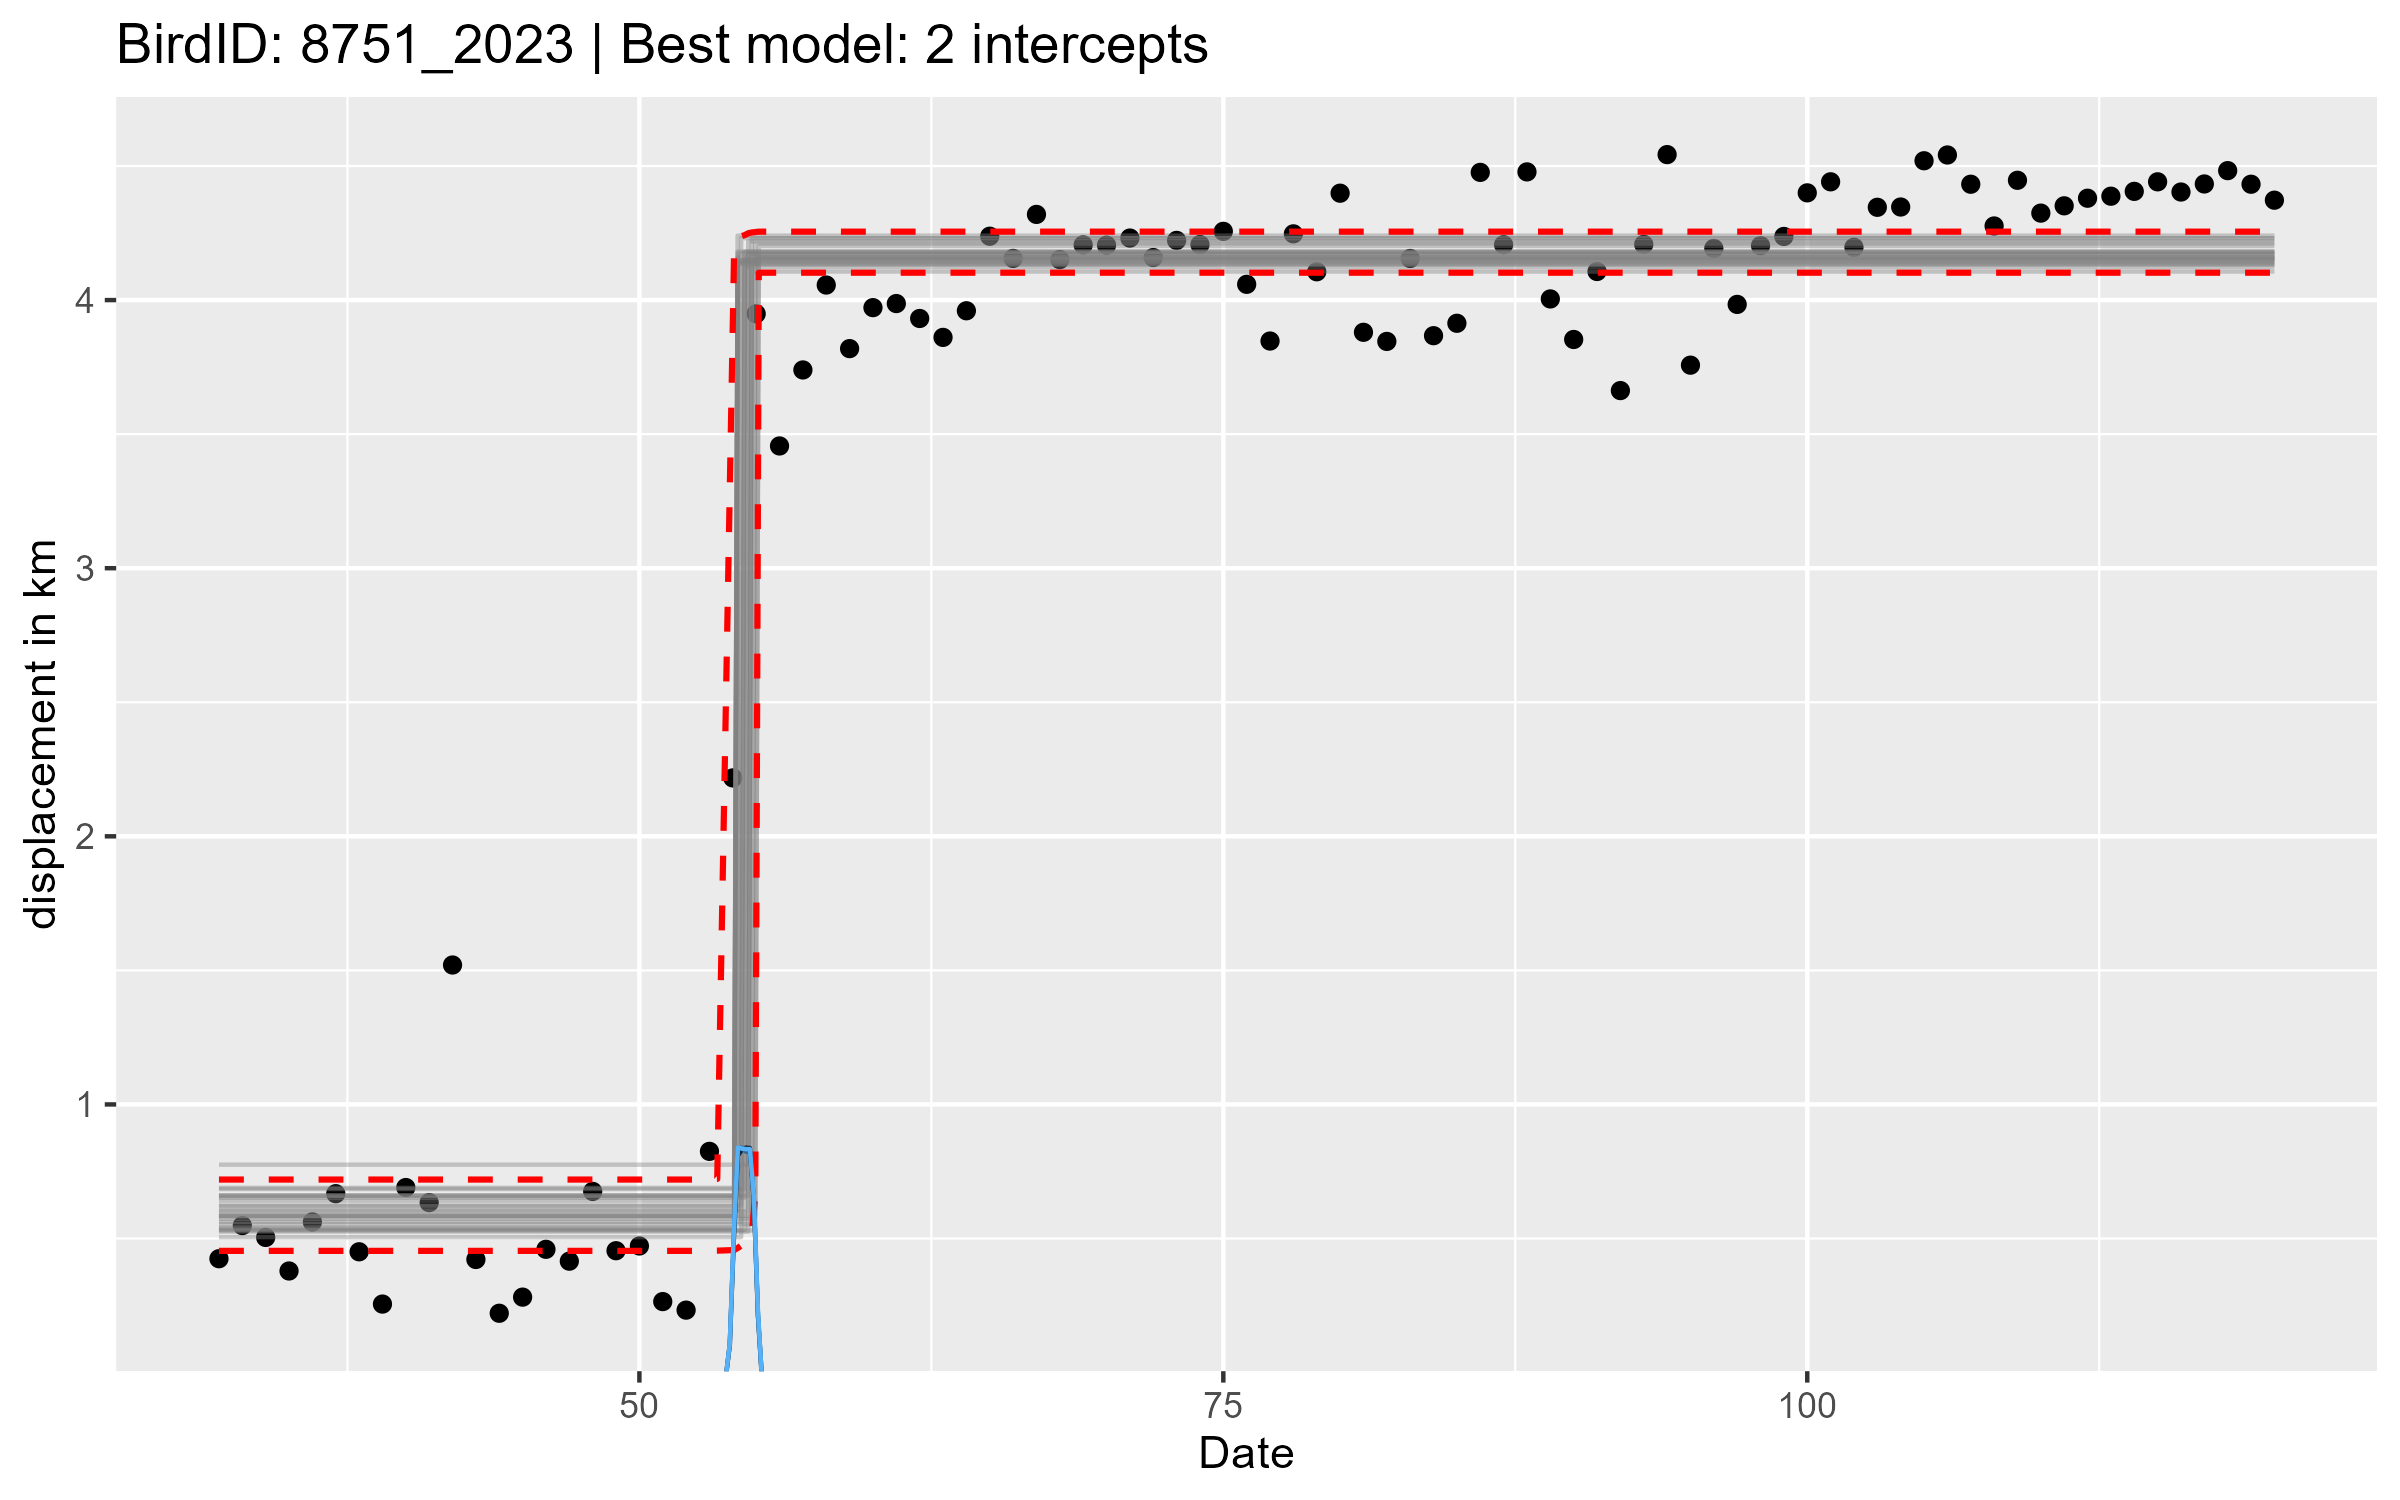 BirdID: 8751_2023 | Best model: 2 intercepts
displacement in km
4
3
2
1
50
75
100
Date